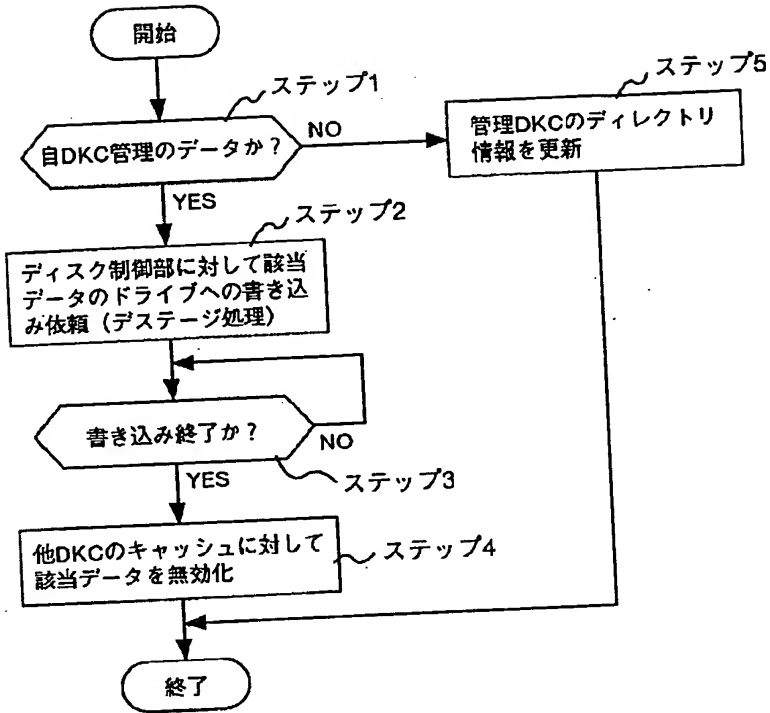 開始
ステップ1
自DKC管理のデータか？
NO
ステップ5
管理DKCのディレクトリ
情報を更新
YES
ステップ2
ディスク制御部に対して該当
データのドライブへの書き込
み依頼（デステージ処理）
書き込み終了か？
NO
YES
ステップ3
他DKCのキャッシュに対して
該当データを無効化
ステップ4
終了